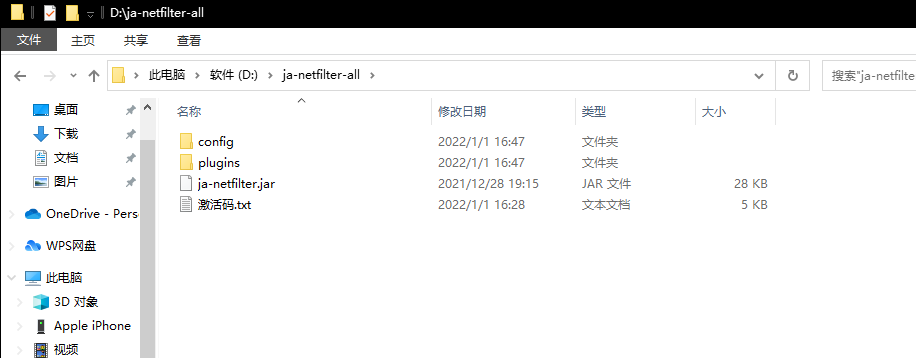 D:\ja-netfilter-all
文件 主页 共享 查看
此电脑 软件 (D:) ja-netfilter-all 搜索"ja-netfilter
名称 修改日期 类型 大小
桌面
下载
文档
图片
OneDrive - Pers
WPS网盘
此电脑
3D 对象
Apple iPhone
视频
config 2022/1/1 16:47 文件夹
plugins 2022/1/1 16:47 文件夹
ja-netfilter.jar 2021/12/28 19:15 JAR 文件 28 KB
激活码.txt 2022/1/1 16:28 文本文档 5 KB